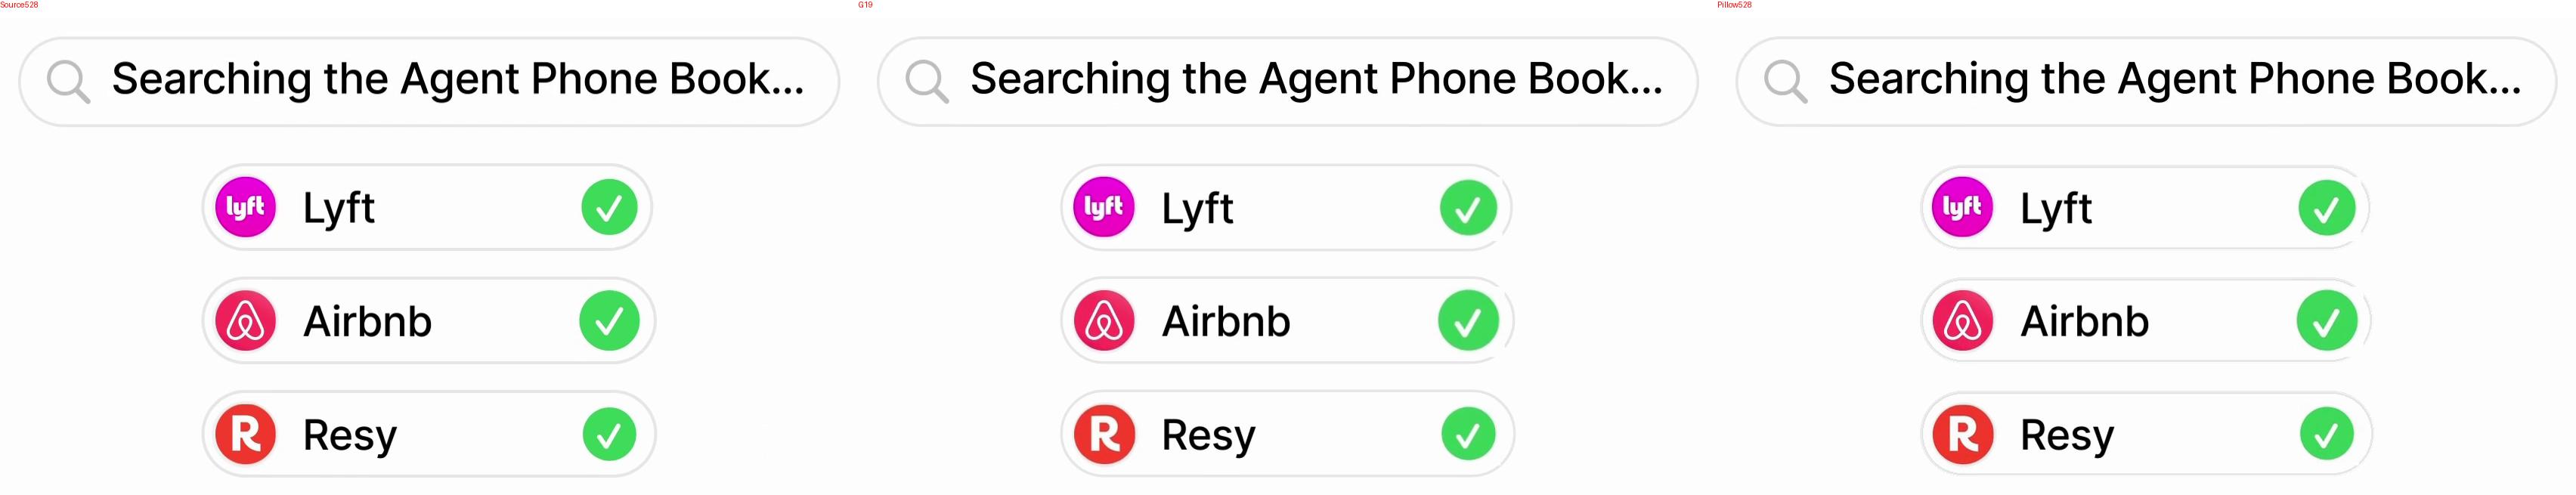 Source528 G19 Pillow528
Searching the Agent Phone Book... Searching the Agent Phone Book... Searching the Agent Phone Book...
lyft Lyft lyft Lyft lyft Lyft
Airbnb Airbnb Airbnb
R Resy R Resy R Resy